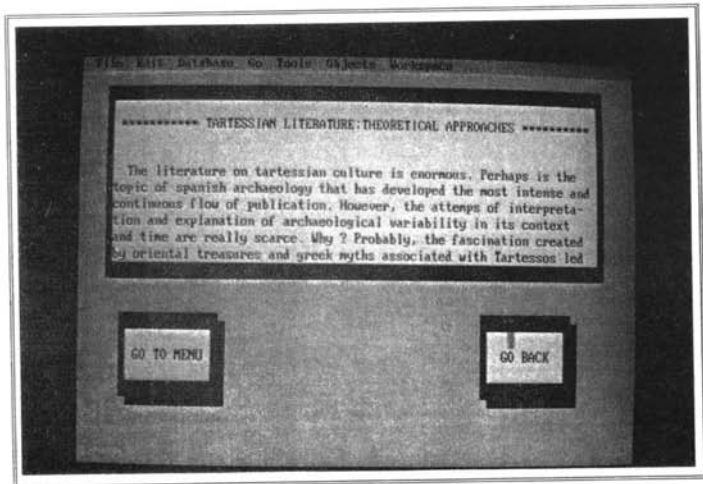 File Edit Database Go Tools Objects Workspace
========== TARTESSIAN LITERATURE:THEORETICAL APPROACHES ==========
The literature on tartessian culture is enormous. Perhaps is the
topic of spanish archaeology that has developed the most intense and
continuous flow of publication. However, the attemps of interpreta-
tion and explanation of archaeological variability in its context
and time are really scarce. Why ? Probably, the fascination created
by oriental treasures and greek myths associated with Tartessos led
GO TO MENU
GO BACK